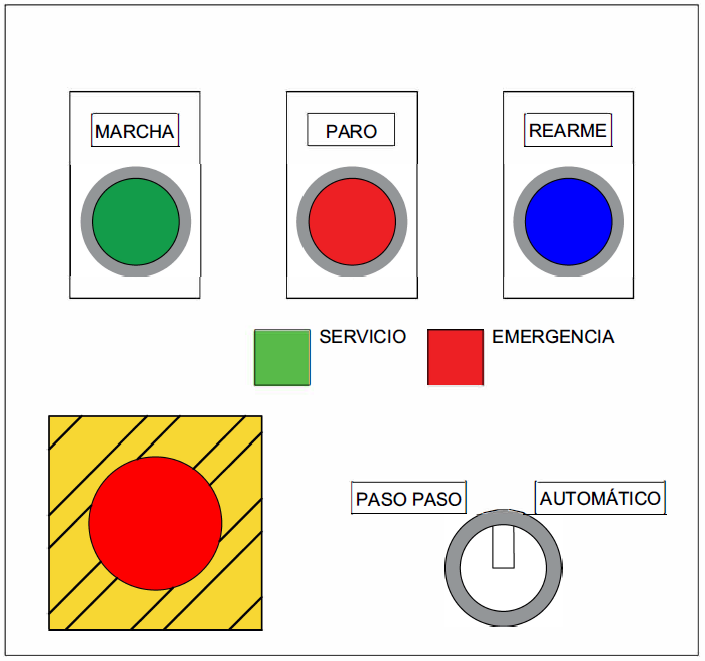 MARCHA
PARO
REARME
SERVICIO
EMERGENCIA
PASO PASO
AUTOMÁTICO